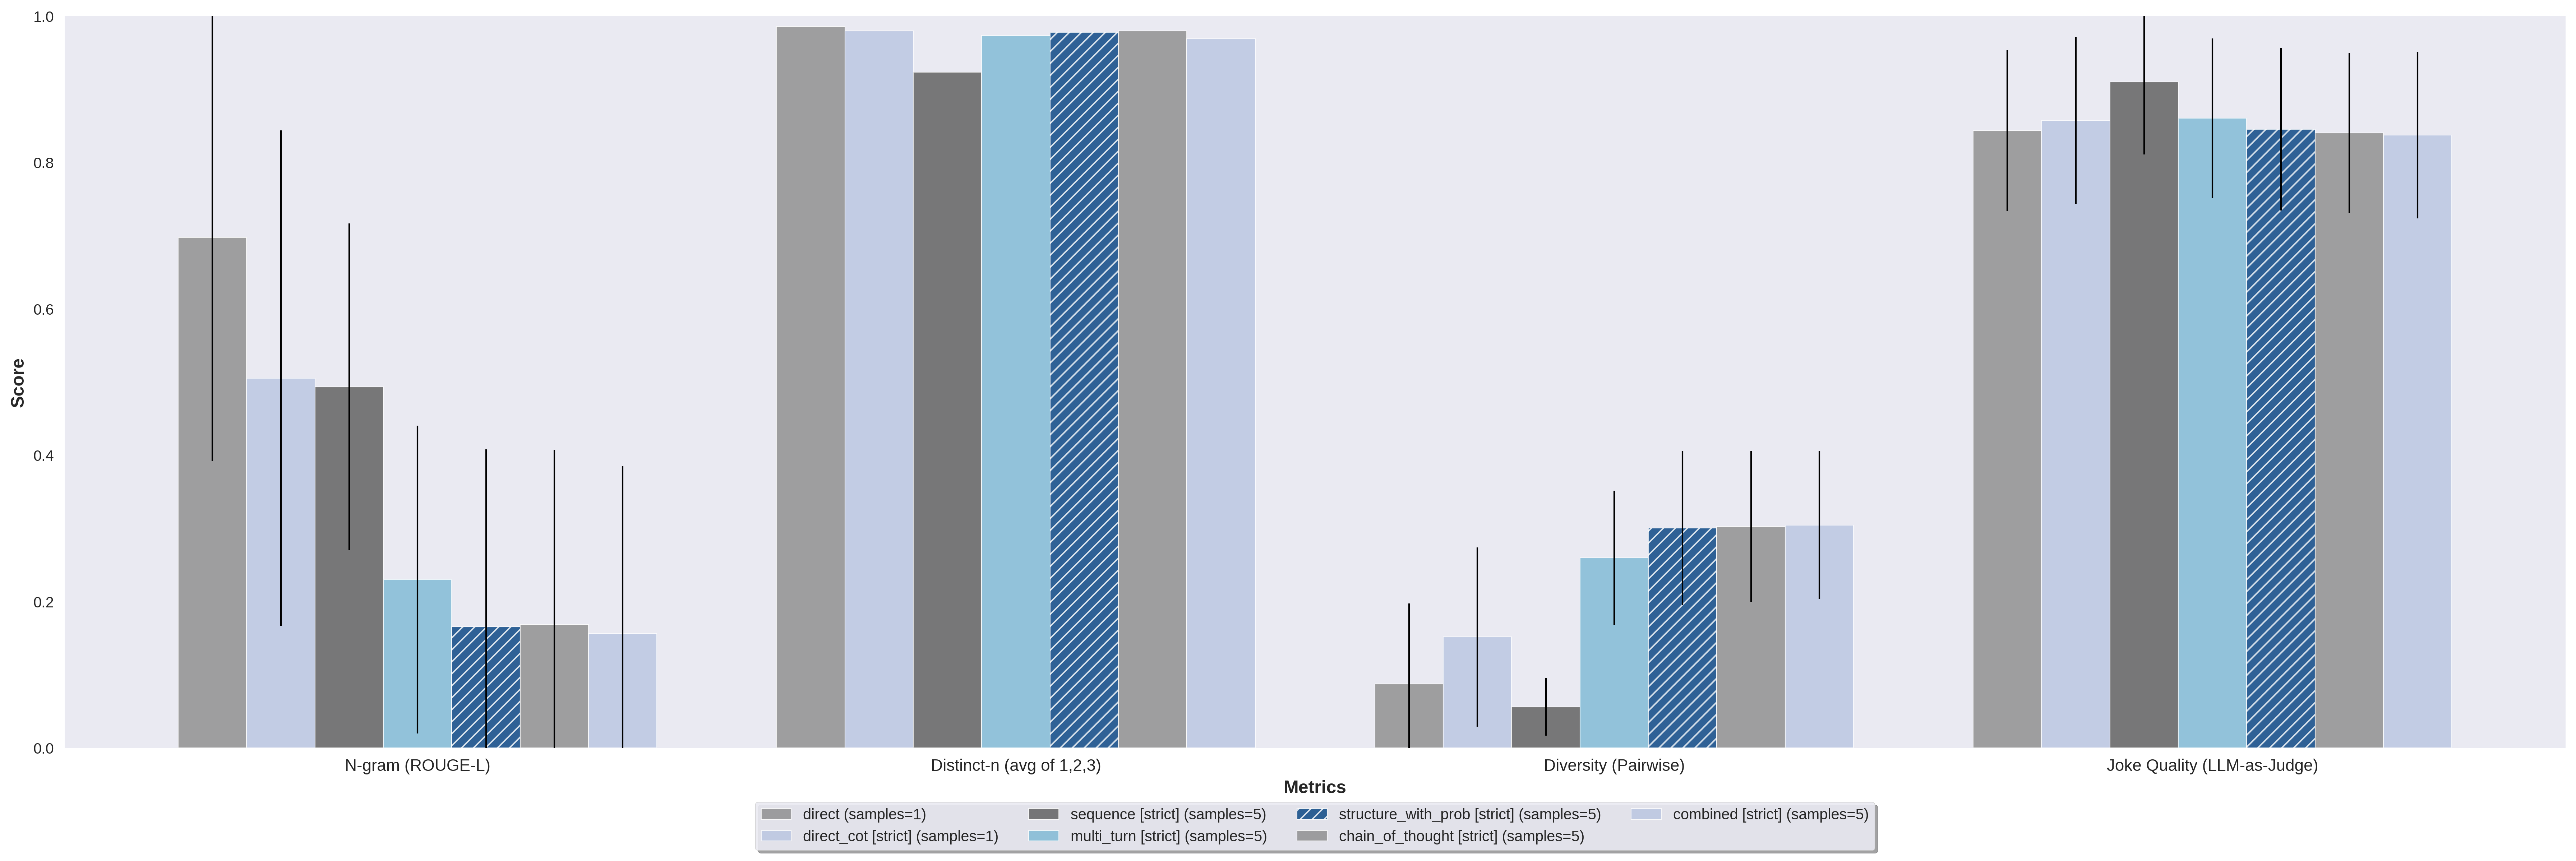 1.0
0.8
0.6
0.4
0.2
0.0
Score
N-gram (ROUGE-L) Distinct-n (avg of 1,2,3) Diversity (Pairwise) Joke Quality (LLM-as-Judge)
Metrics
direct (samples=1) sequence [strict] (samples=5) structure_with_prob [strict] (samples=5) combined [strict] (samples=5)
direct_cot [strict] (samples=1) multi_turn [strict] (samples=5) chain_of_thought [strict] (samples=5)